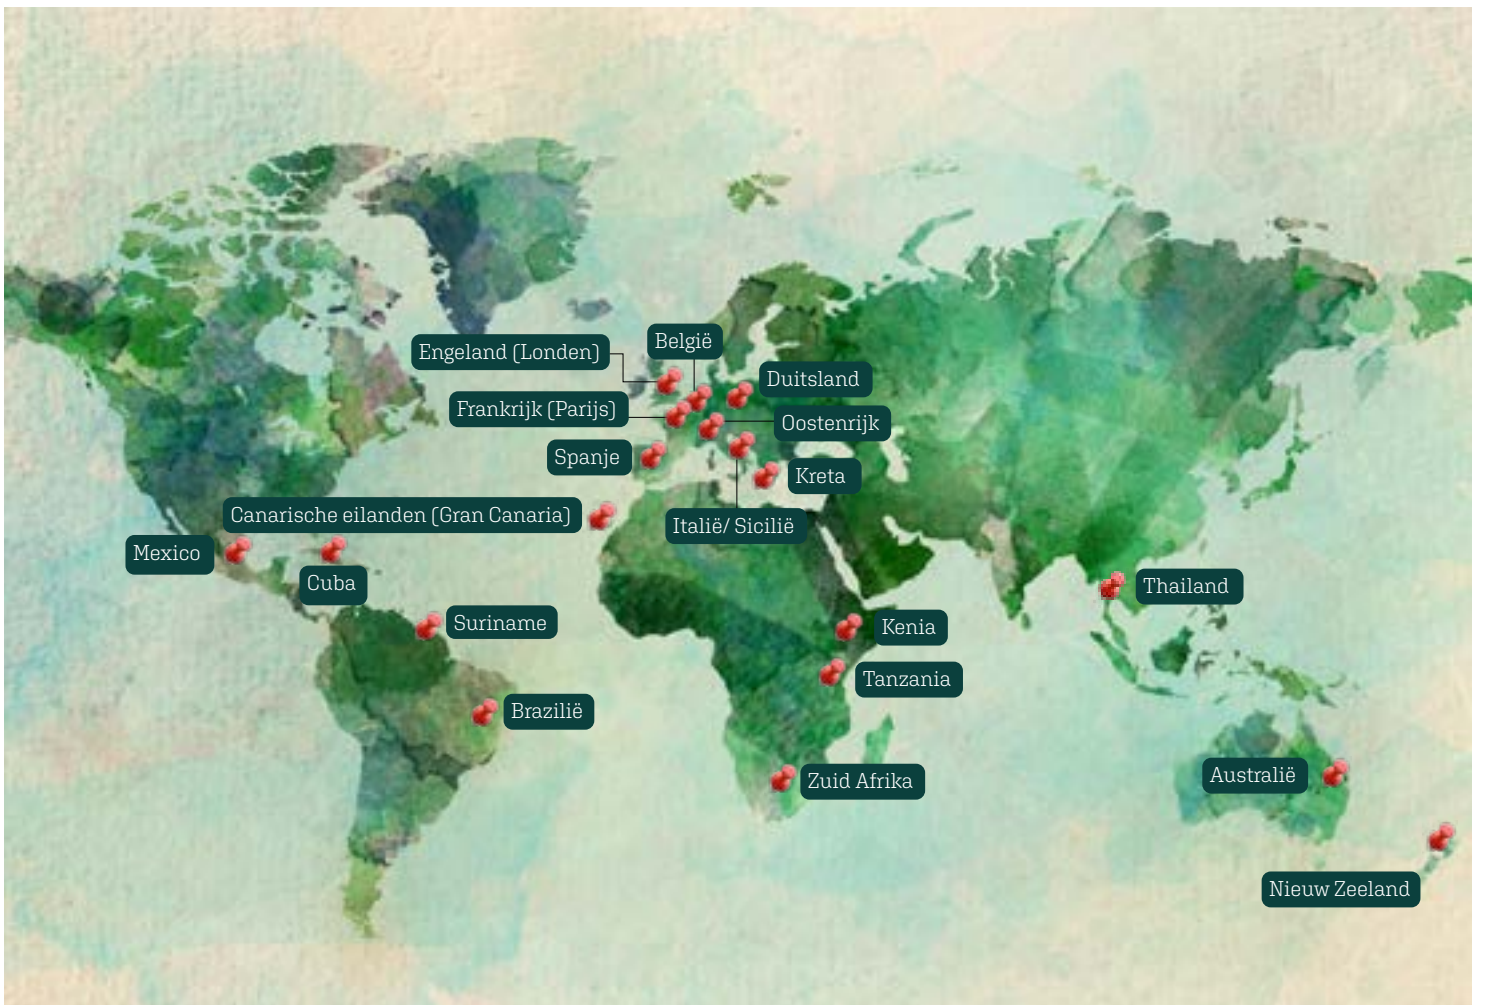 België
Engeland (Londen)
Duitsland
Frankrijk (Parijs)
Oostenrijk
Spanje
Kreta
Canarische eilanden (Gran Canaria)
Italië/ Sicilië
Mexico
Cuba
Thailand
Suriname
Kenia
Tanzania
Brazilië
Australië
Zuid Afrika
Nieuw Zeeland